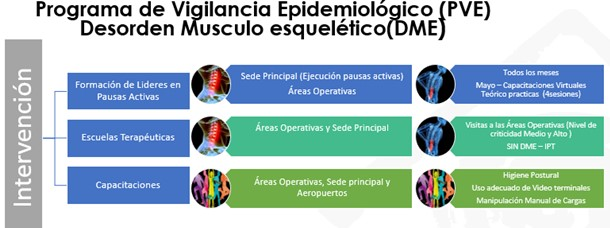 Programa de Vigilancia Epidemiológico (PVE)
Desorden Musculo esquelético(DME)
Intervención
Formación de Lideres en
Pausas Activas
Sede Principal (Ejecución pausas activas)
Áreas Operativas
Todos los meses
Mayo – Capacitaciones Virtuales
Teórico practicas (4sesiones)
Escuelas Terapéuticas
Áreas Operativas y Sede Principal
Visitas a las Áreas Operativas (Nivel de
criticidad Medio y Alto )
SIN DME – IPT
Capacitaciones
Áreas Operativas, Sede principal y
Aeropuertos
Higiene Postural
Uso adecuado de Video terminales
Manipulación Manual de Cargas